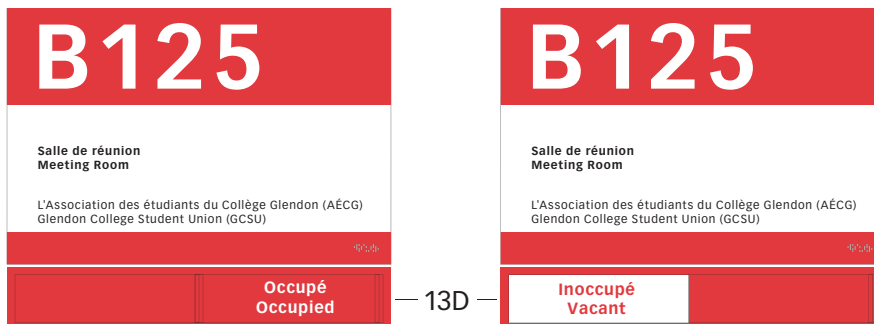 B125
Salle de réunion
Meeting Room
L'Association des étudiants du Collège Glendon (AÉCG)
Glendon College Student Union (GCSU)
Occupé
Occupied
13D
B125
Salle de réunion
Meeting Room
L'Association des étudiants du Collège Glendon (AÉCG)
Glendon College Student Union (GCSU)
Inoccupé
Vacant